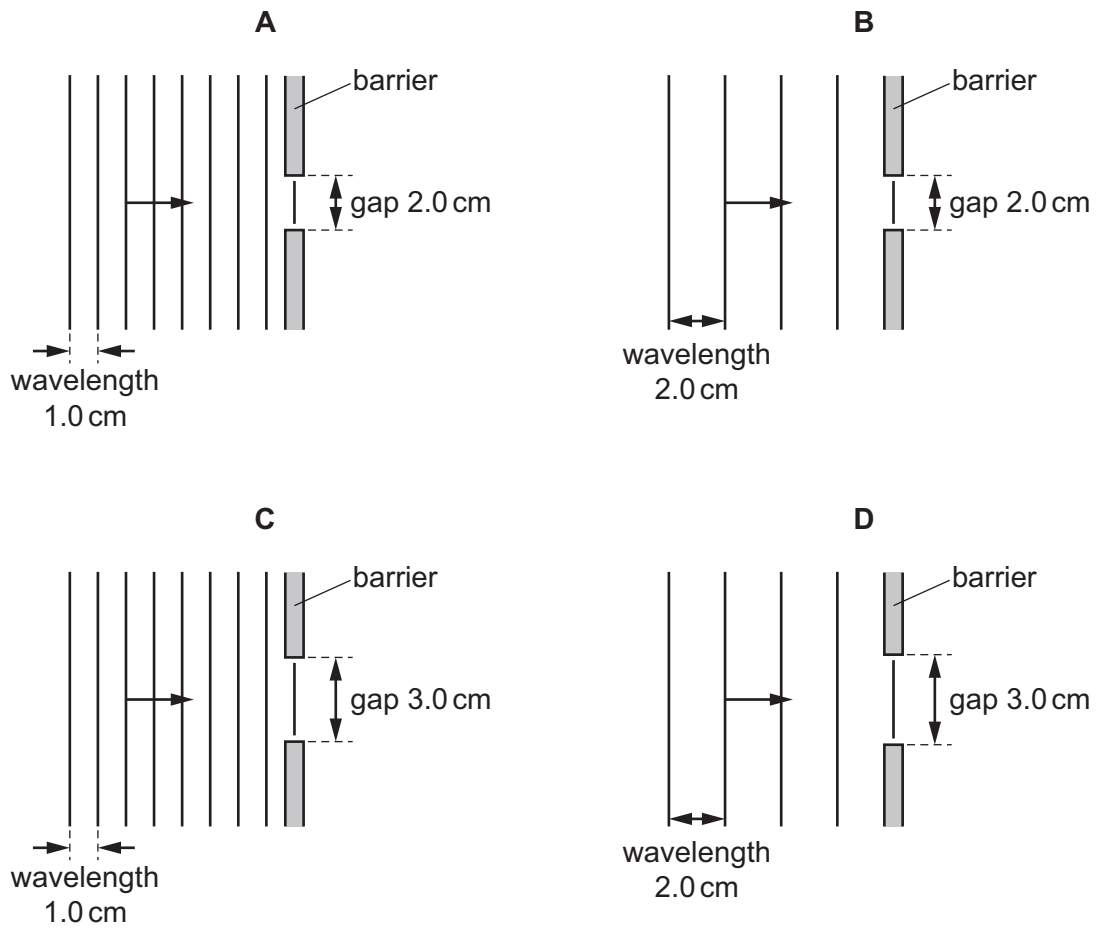 A
barrier
gap 2.0 cm
wavelength
1.0 cm
B
barrier
gap 2.0 cm
wavelength
2.0 cm
C
barrier
gap 3.0 cm
wavelength
1.0 cm
D
barrier
gap 3.0 cm
wavelength
2.0 cm